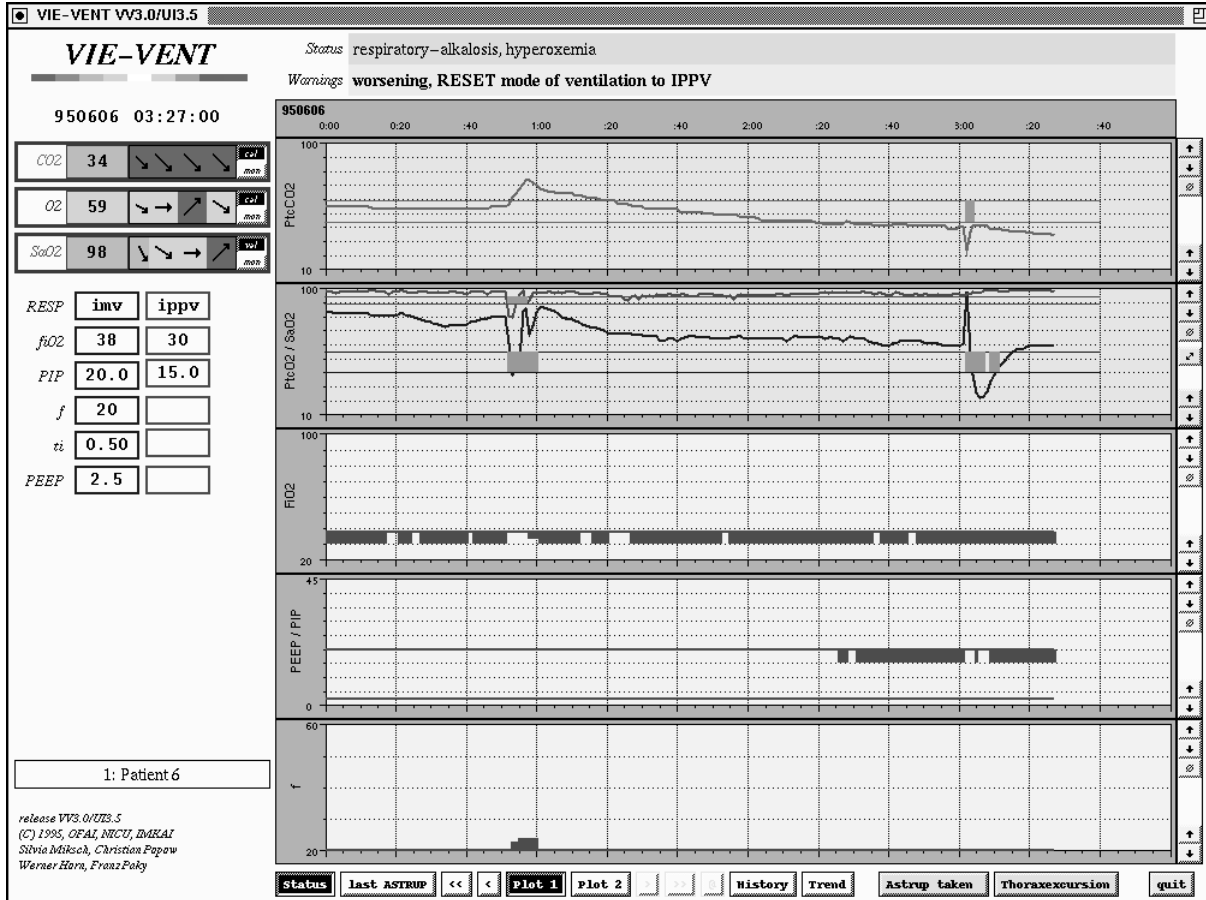 VIE-VENT VV3.0/UI3.5
VIE-VENT
Status respiratory-alkalosis, hyperoxemia
Warnings worsening, RESET mode of ventilation to IPPV
950606 03:27:00
950606
0:00 0:20 :40 1:00 :20 :40 2:00 :20 :40 3:00 :20 :40
CO2 34 cal
mon
O2 59 cal
mon
SaO2 98 val
mon
RESP imv ippv
fiO2 38 30
PIP 20.0 15.0
f 20
ti 0.50
PEEP 2.5
100
PtcCO2
10
100
PtcO2 / SaO2
10
100
FiO2
20
45
PEEP / PIP
0
60
f
20
1: Patient 6
release VV3.0/UI3.5
(C) 1995, OFAI, NICU, IMKAI
Silvia Miksch, Christian Popow
Werner Horn, Franz Paky
Status last ASTRUP << < Plot 1 Plot 2 > >> @ History Trend Astrup taken Thoraxexcursion quit